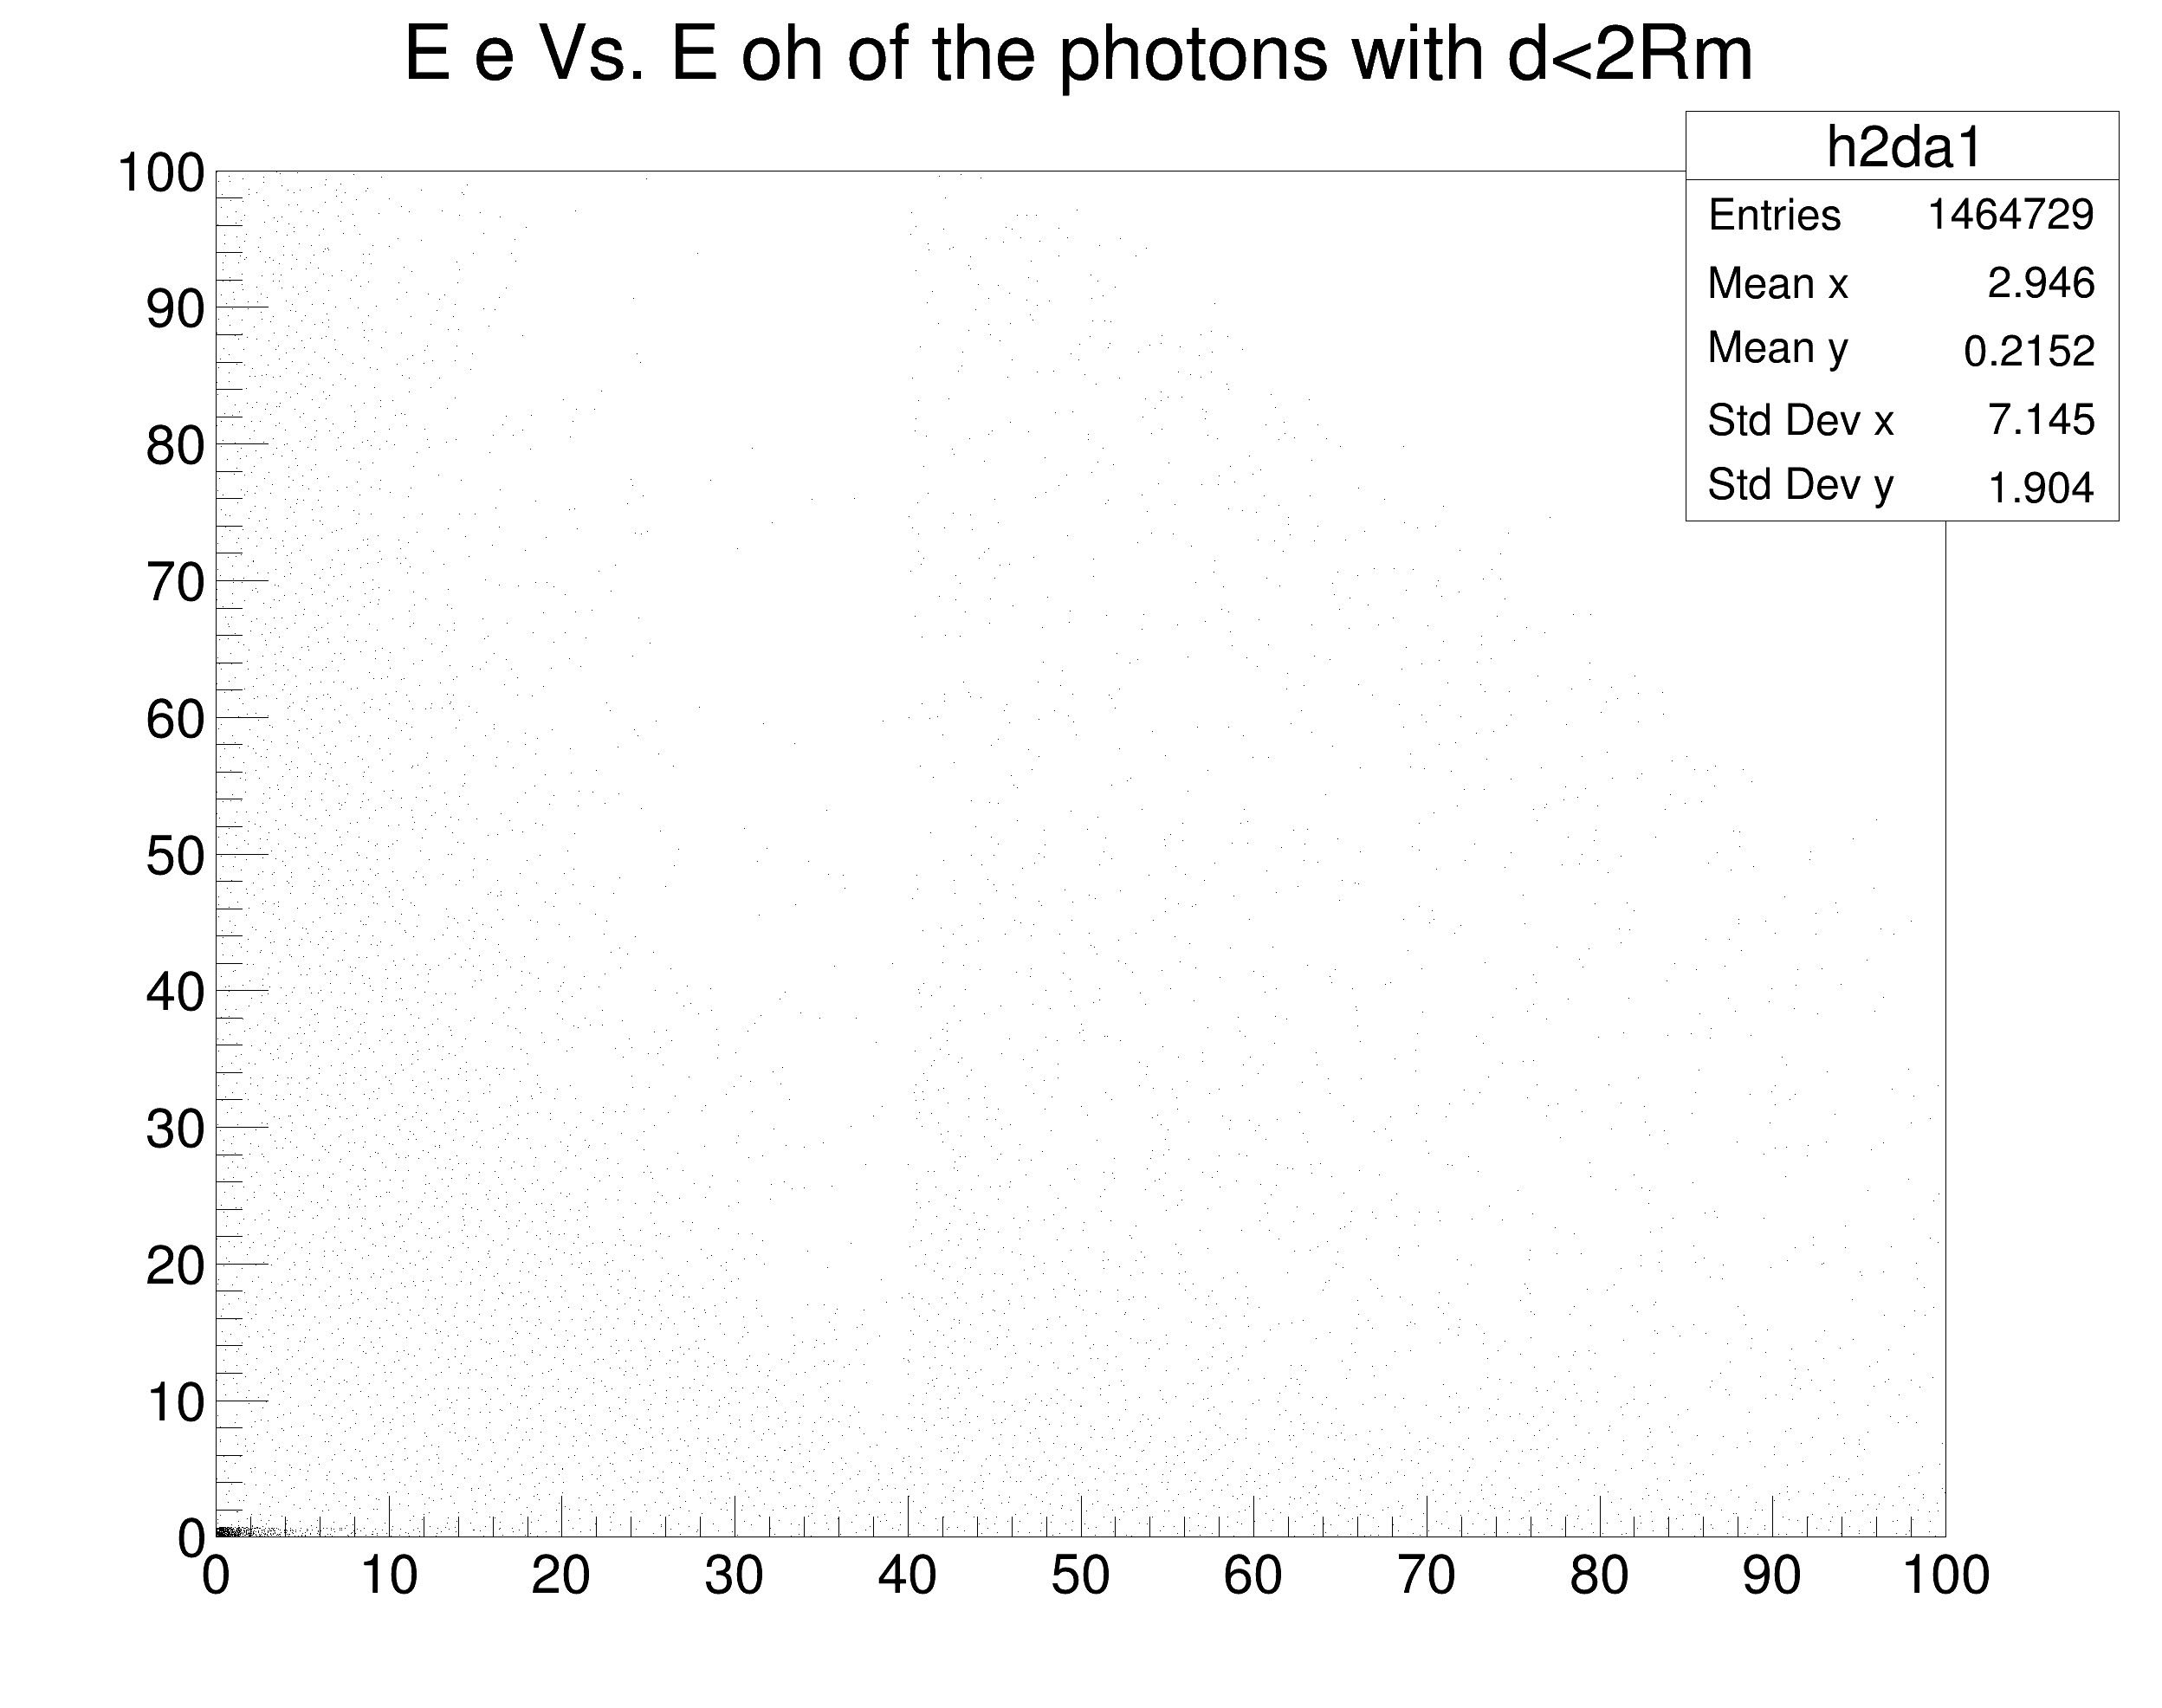 E e Vs. E oh of the photons with d<2Rm
h2da1
Entries 1464729
Mean x 2.946
Mean y 0.2152
Std Dev x 7.145
Std Dev y 1.904
100
90
80
70
60
50
40
30
20
10
0
0 10 20 30 40 50 60 70 80 90 100